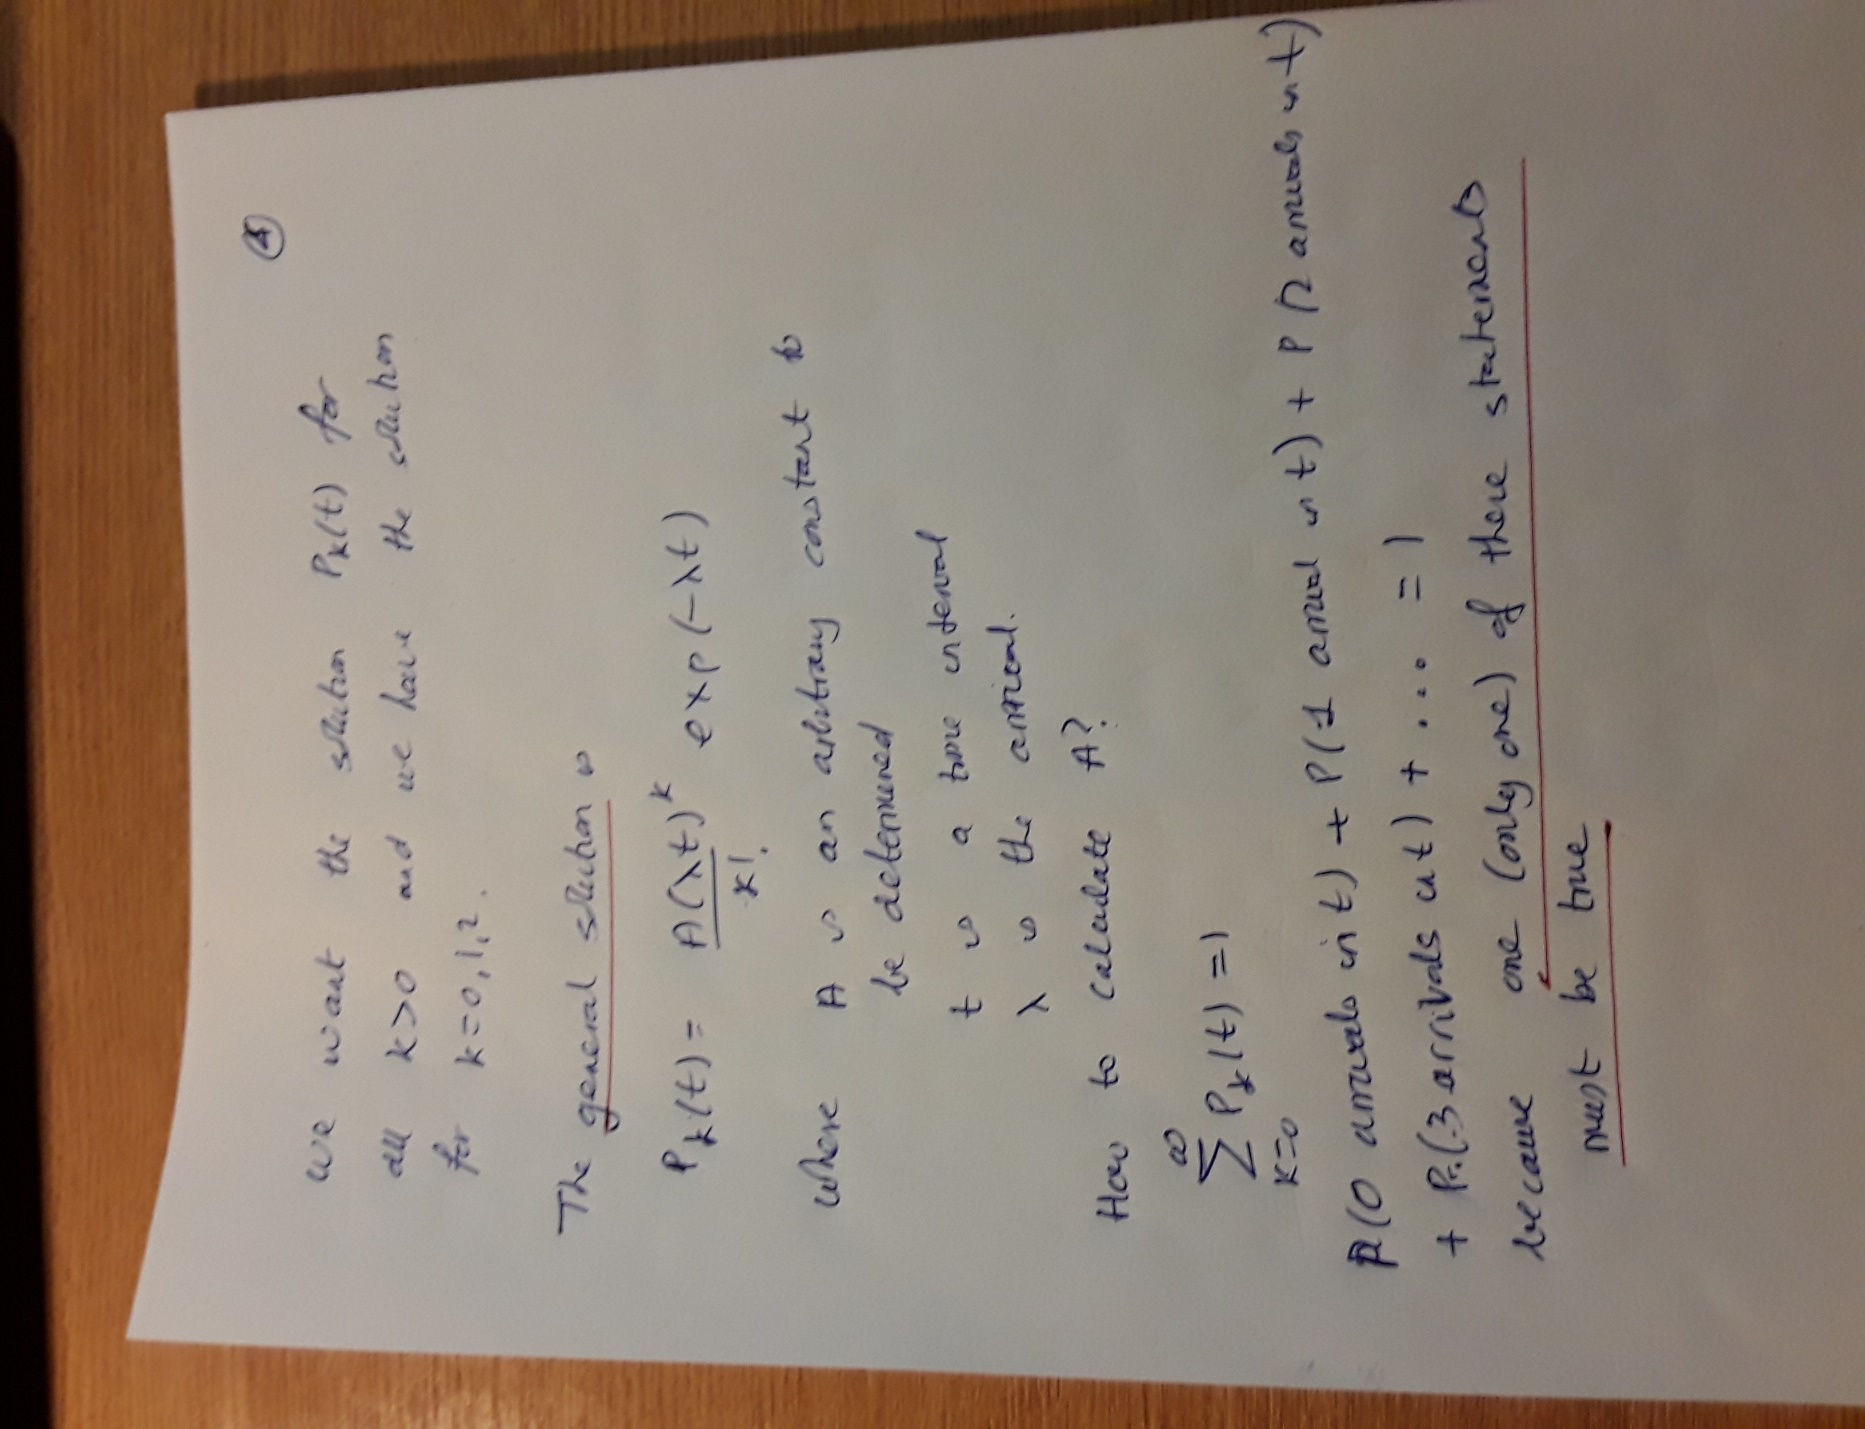 ④
We want the solution Pk(t) for
all k>0 and we have the solution
for k=0,1,2.
The general solution is
Pk(t) = A(λt)^k / k! exp(-λt)
where A is an arbitrary constant to
be determined
t is a time interval
λ is the arrival.
How to calculate A?
∞
∑ Pk(t) = 1
k=0
P(0 arrivals in t) + P(1 arrival in t) + P(2 arrivals in t)
+ P(3 arrivals in t) + ... = 1
because one (only one) of these statements
must be true